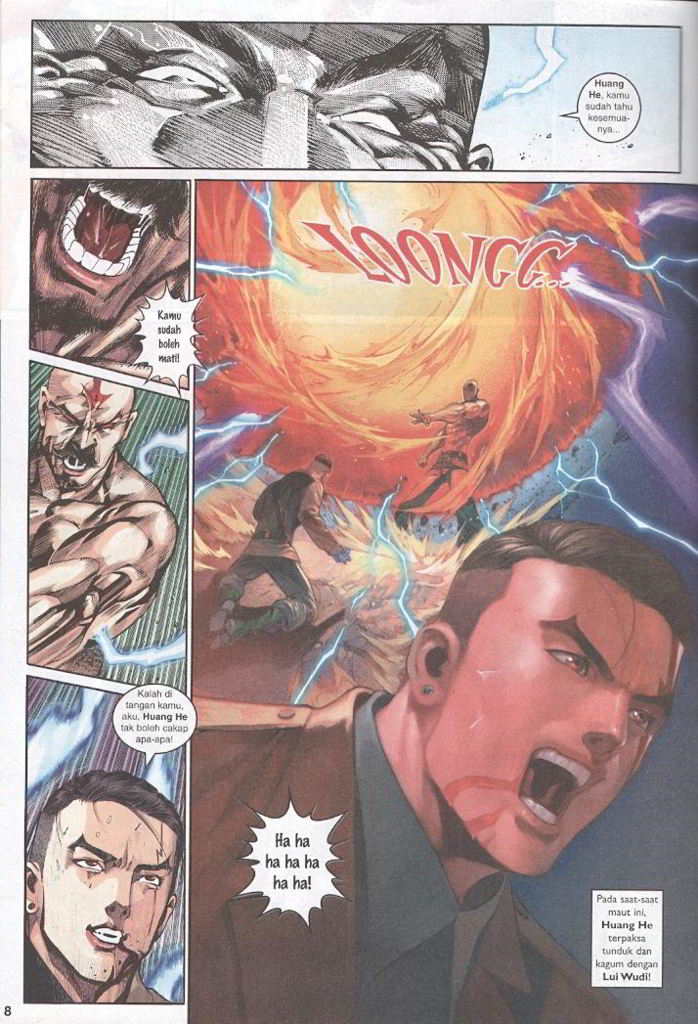 Huang
He, kamu
sudah tahu
kesemua-
nya...
Kamu
sudah
boleh
mati!
LOONGG...
Kalah di
tangan kamu,
aku, Huang He
tak boleh cakap
apa-apa!
Ha ha
ha ha ha
ha ha!
Pada saat-saat
maut ini,
Huang He
terpaksa
tunduk dan
kagum dengan
Lui Wudi!
8